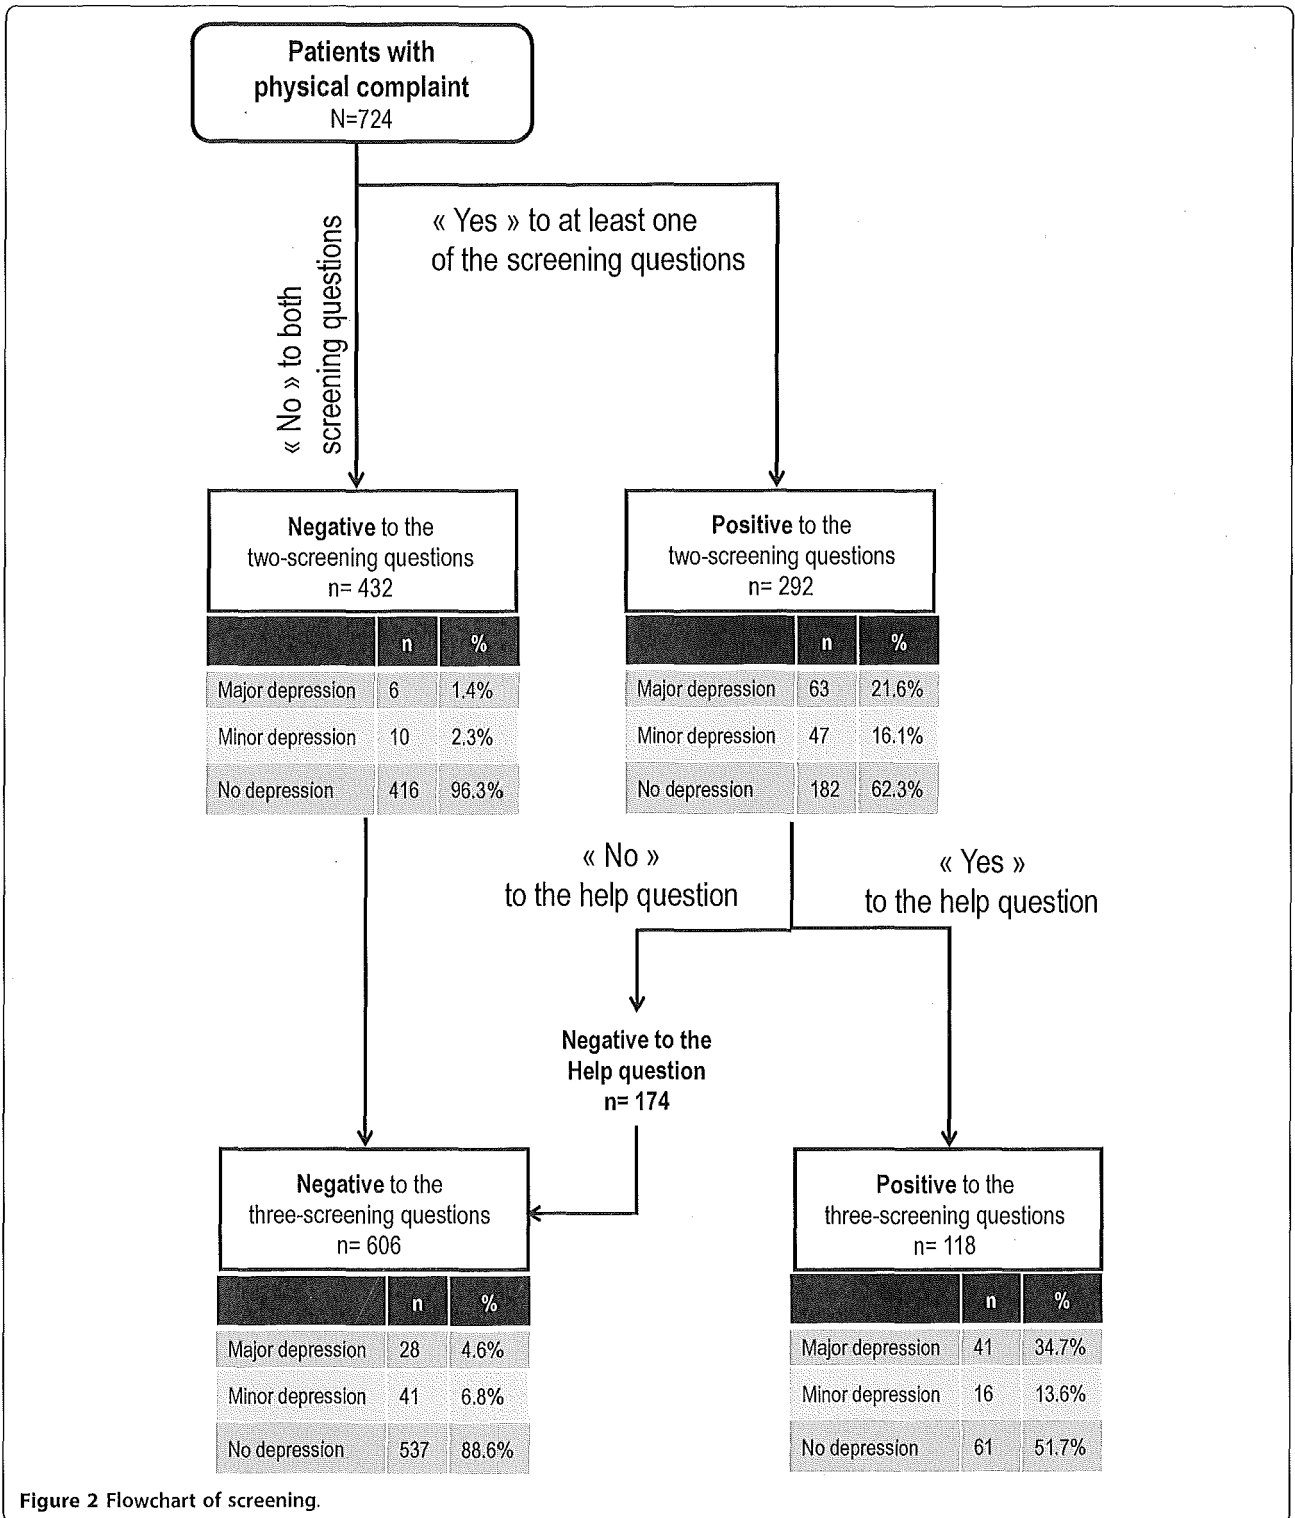 Patients with
physical complaint
N=724
« No » to both
screening questions
« Yes » to at least one
of the screening questions
Negative to the
two-screening questions
n= 432
n %
Major depression 6 1.4%
Minor depression 10 2.3%
No depression 416 96.3%
Positive to the
two-screening questions
n= 292
n %
Major depression 63 21.6%
Minor depression 47 16.1%
No depression 182 62.3%
« No »
to the help question
« Yes »
to the help question
Negative to the
Help question
n= 174
Negative to the
three-screening questions
n= 606
n %
Major depression 28 4.6%
Minor depression 41 6.8%
No depression 537 88.6%
Positive to the
three-screening questions
n= 118
n %
Major depression 41 34.7%
Minor depression 16 13.6%
No depression 61 51.7%
Figure 2 Flowchart of screening.